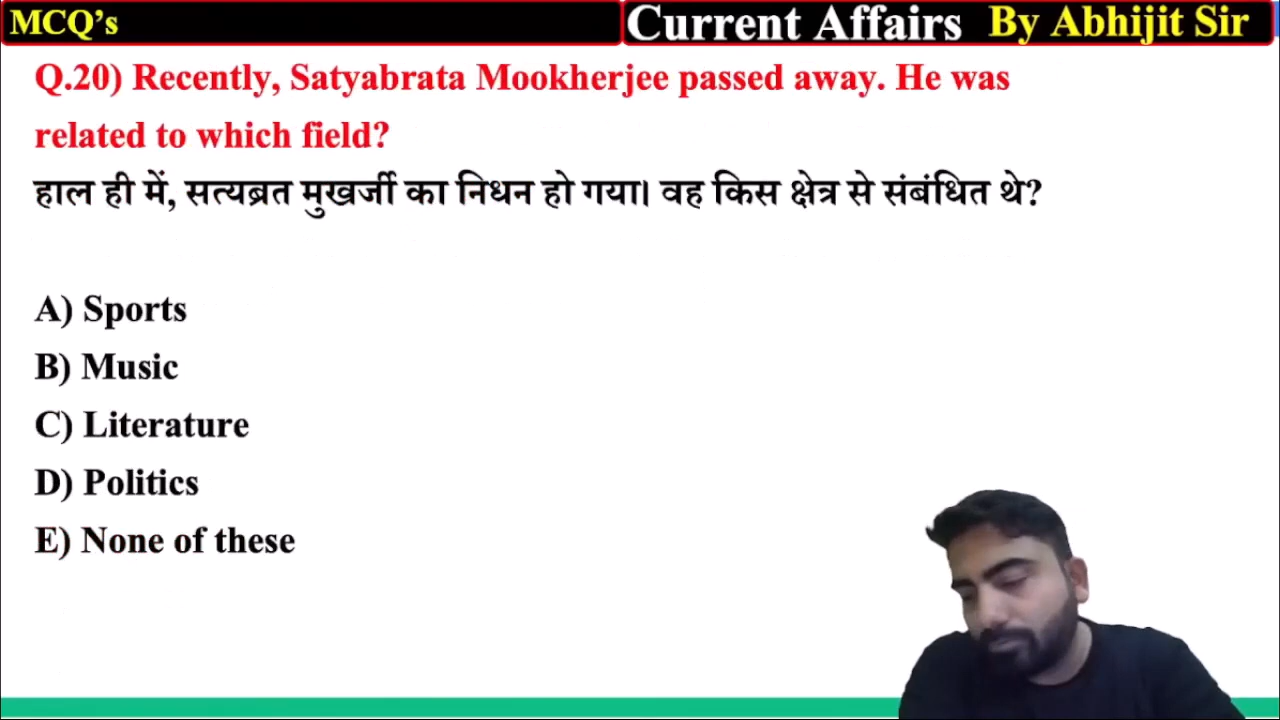 MCQ’s
Current Affairs By Abhijit Sir
Q.20) Recently, Satyabrata Mookherjee passed away. He was
related to which field?
हाल ही में, सत्यब्रत मुखर्जी का निधन हो गया। वह किस क्षेत्र से संबंधित थे?
A) Sports
B) Music
C) Literature
D) Politics
E) None of these